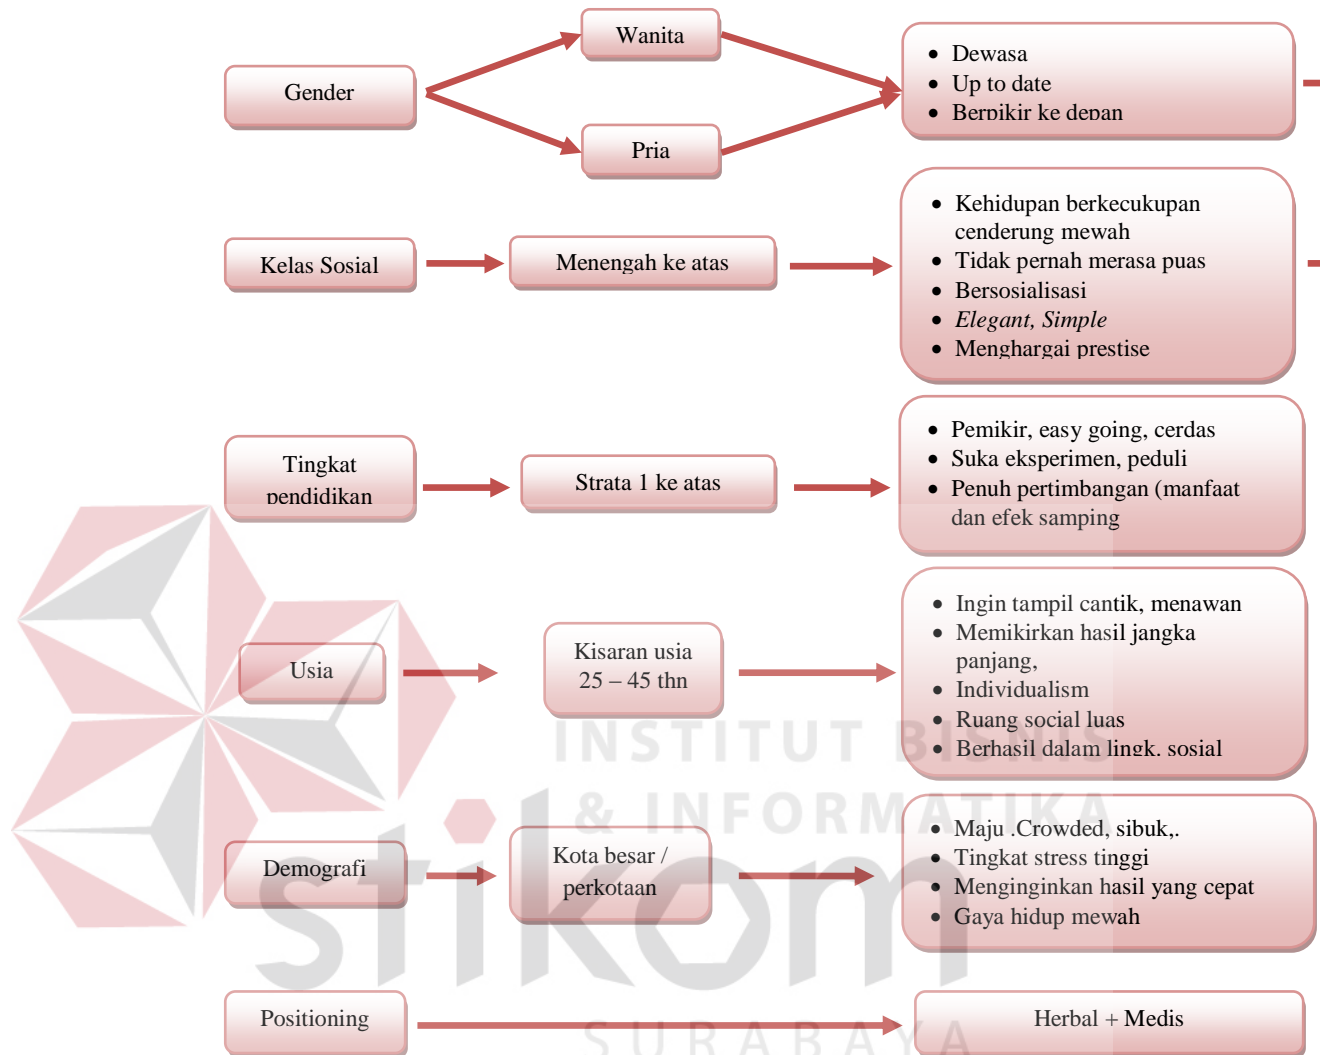 Gender
Wanita
Pria
• Dewasa
• Up to date
• Berpikir ke depan
Kelas Sosial
Menengah ke atas
• Kehidupan berkecukupan
cenderung mewah
• Tidak pernah merasa puas
• Bersosialisasi
• Elegant, Simple
• Menghargai prestise
Tingkat
pendidikan
Strata 1 ke atas
• Pemikir, easy going, cerdas
• Suka eksperimen, peduli
• Penuh pertimbangan (manfaat
dan efek samping
Usia
Kisaran usia
25 – 45 thn
• Ingin tampil cantik, menawan
• Memikirkan hasil jangka
panjang,
• Individualism
• Ruang social luas
• Berhasil dalam lingk. sosial
Demografi
Kota besar /
perkotaan
• Maju .Crowded, sibuk,.
• Tingkat stress tinggi
• Menginginkan hasil yang cepat
• Gaya hidup mewah
Positioning
Herbal + Medis
INSTITUT BISNIS
& INFORMATIKA
stikom
SURABAYA